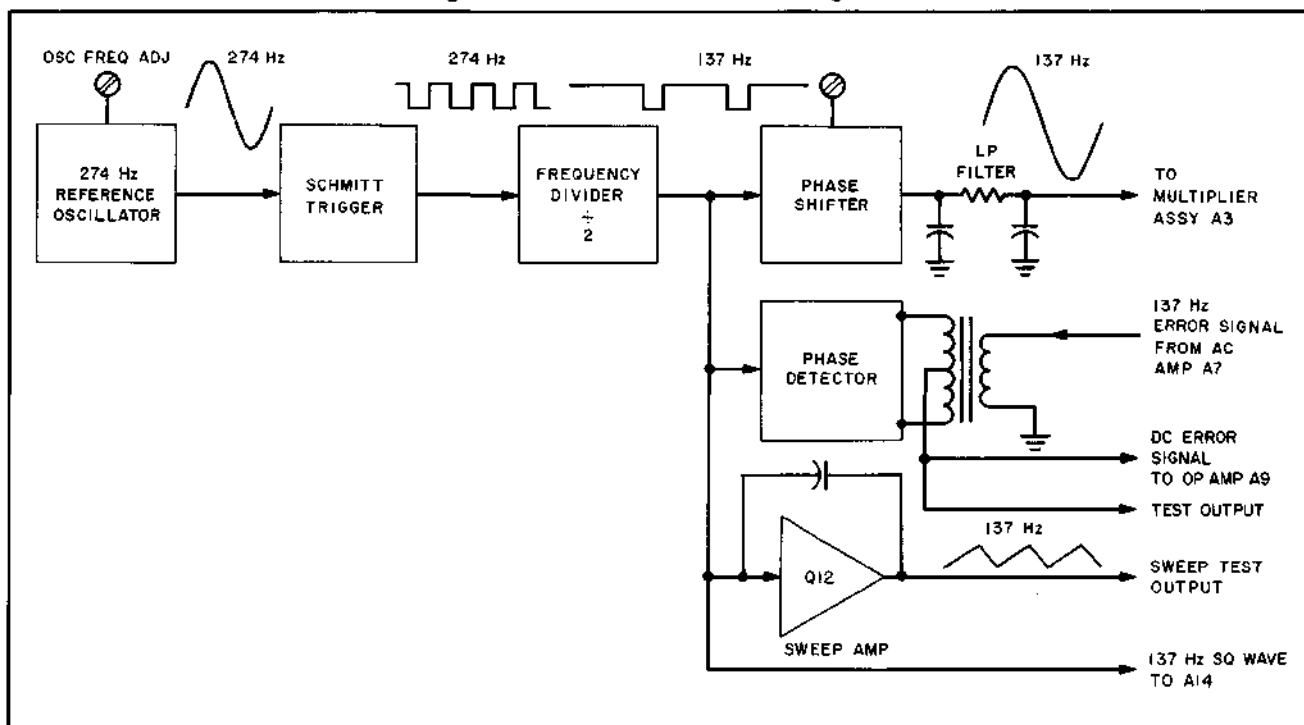 OSC FREQ ADJ
274 Hz
274 Hz
137 Hz
137 Hz
274 Hz
REFERENCE
OSCILLATOR
SCHMITT
TRIGGER
FREQUENCY
DIVIDER
÷
2
PHASE
SHIFTER
LP
FILTER
TO
MULTIPLIER
ASSY A3
PHASE
DETECTOR
137 Hz
ERROR SIGNAL
FROM AC
AMP A7
DC ERROR
SIGNAL
TO OP AMP A9
TEST OUTPUT
137 Hz
Q12
SWEEP TEST
OUTPUT
SWEEP AMP
137 Hz SQ WAVE
TO A14